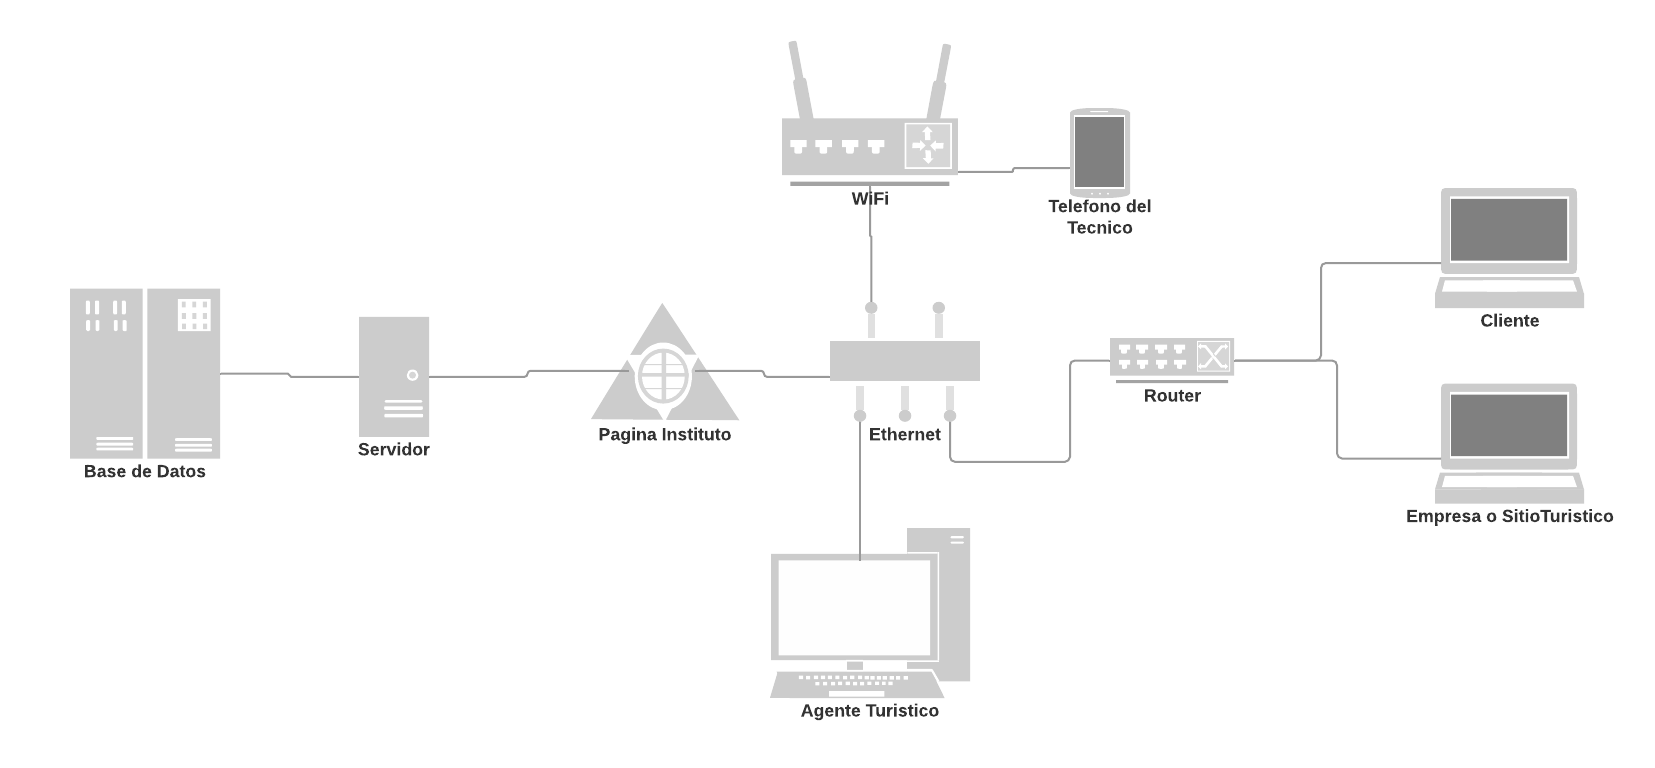 WiFi
Telefono del
Tecnico
Cliente
Router
Pagina Instituto
Ethernet
Servidor
Base de Datos
Empresa o SitioTuristico
Agente Turistico